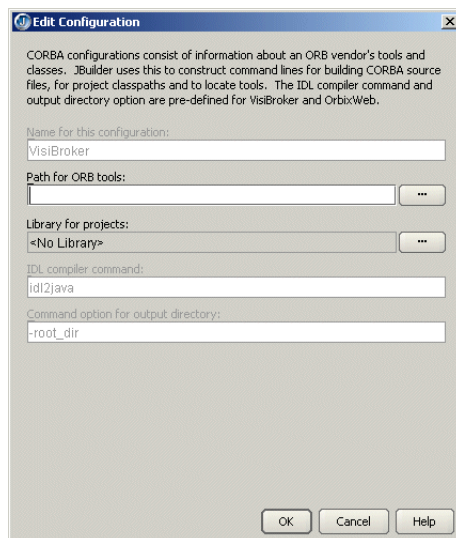 Edit Configuration
CORBA configurations consist of information about an ORB vendor's tools and
classes. JBuilder uses this to construct command lines for building CORBA source
files, for project classpaths and to locate tools. The IDL compiler command and
output directory option are pre-defined for VisiBroker and OrbixWeb.
Name for this configuration:
VisiBroker
Path for ORB tools:
...
Library for projects:
<No Library>
...
IDL compiler command:
idl2java
Command option for output directory:
-root_dir
OK Cancel Help